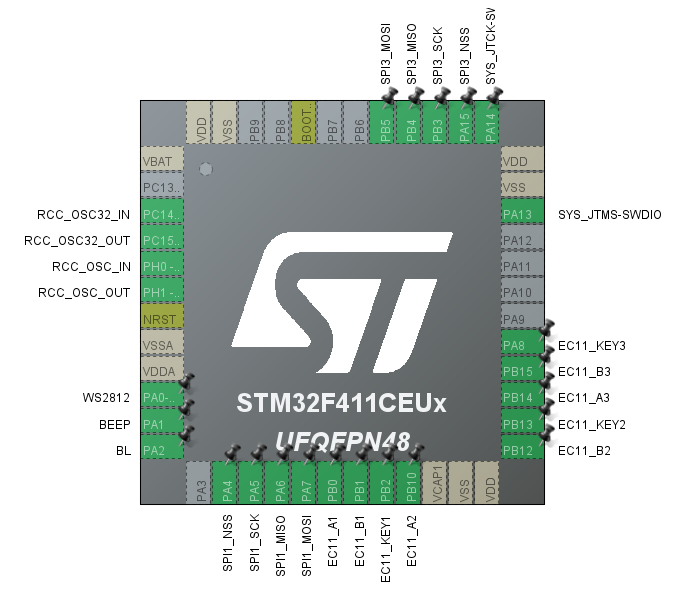 SPI3_MOSI
SPI3_MISO
SPI3_SCK
SPI3_NSS
SYS_JTCK-SV
VDD
VSS
PB9
PB8
BOOT..
PB7
PB6
PB5
PB4
PB3
PA15
PA14
VBAT
PC13..
RCC_OSC32_IN PC14..
RCC_OSC32_OUT PC15..
RCC_OSC_IN PH0 -..
RCC_OSC_OUT PH1 -..
NRST
VSSA
VDDA
WS2812 PA0-..
BEEP PA1
BL PA2
ST
STM32F411CEUx
UFQFPN48
VDD
VSS
PA13 SYS_JTMS-SWDIO
PA12
PA11
PA10
PA9
PA8 EC11_KEY3
PB15 EC11_B3
PB14 EC11_A3
PB13 EC11_KEY2
PB12 EC11_B2
PA3
PA4
PA5
PA6
PA7
PB0
PB1
PB2
PB10
VCAP1
VSS
VDD
SPI1_NSS
SPI1_SCK
SPI1_MISO
SPI1_MOSI
EC11_A1
EC11_B1
EC11_KEY1
EC11_A2